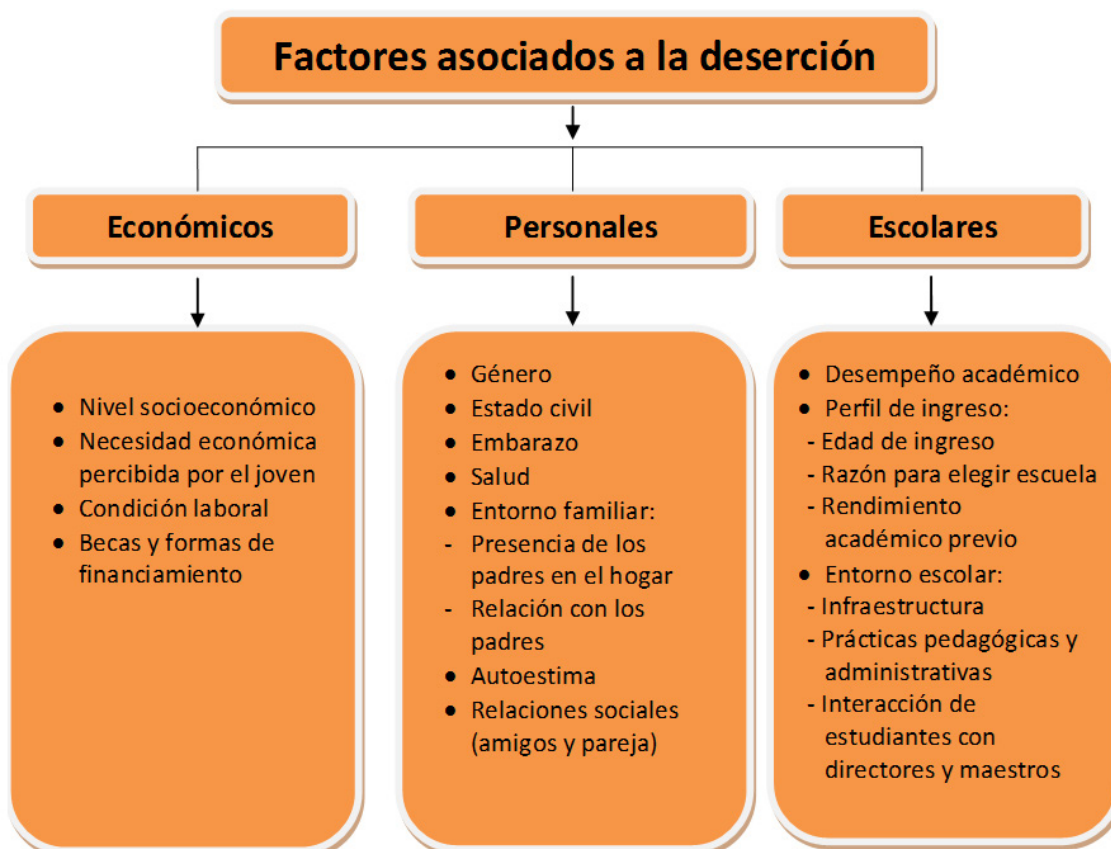 Factores asociados a la deserción
Económicos
• Nivel socioeconómico
• Necesidad económica
percibida por el joven
• Condición laboral
• Becas y formas de
financiamiento
Personales
• Género
• Estado civil
• Embarazo
• Salud
• Entorno familiar:
- Presencia de los
padres en el hogar
- Relación con los
padres
• Autoestima
• Relaciones sociales
(amigos y pareja)
Escolares
• Desempeño académico
• Perfil de ingreso:
- Edad de ingreso
- Razón para elegir escuela
- Rendimiento
académico previo
• Entorno escolar:
- Infraestructura
- Prácticas pedagógicas y
administrativas
- Interacción de
estudiantes con
directores y maestros